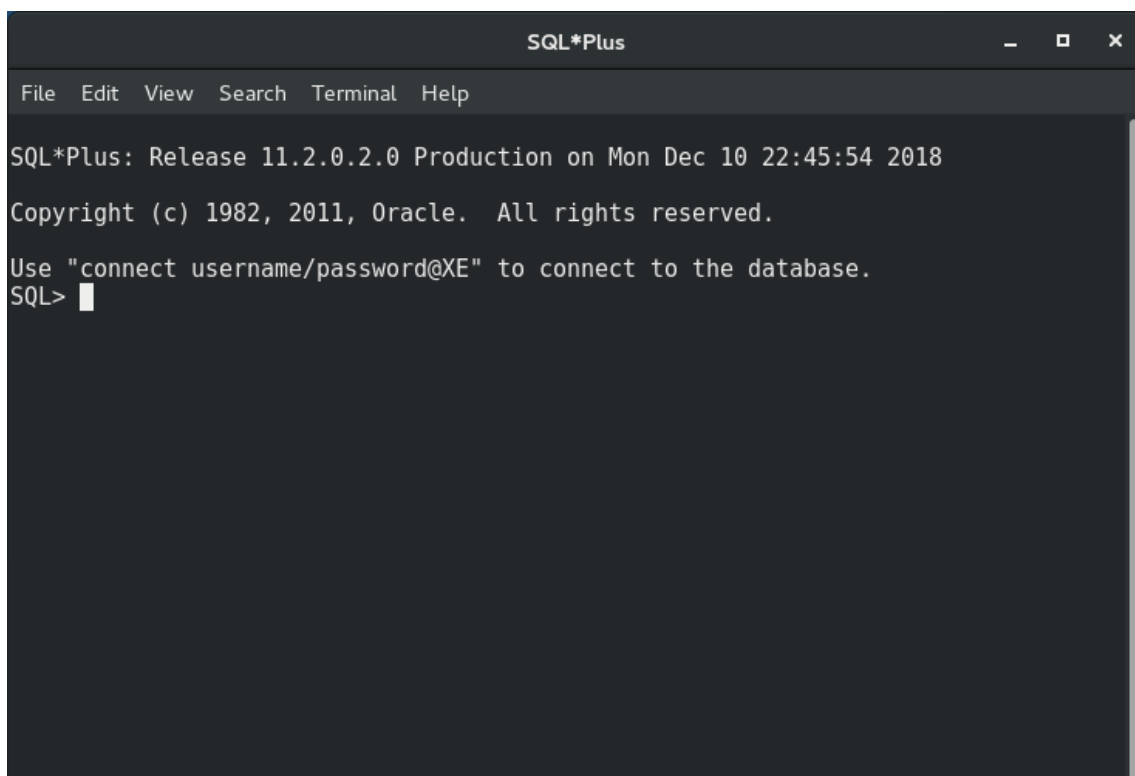 SQL*Plus
File Edit View Search Terminal Help
SQL*Plus: Release 11.2.0.2.0 Production on Mon Dec 10 22:45:54 2018
Copyright (c) 1982, 2011, Oracle.  All rights reserved.
Use "connect username/password@XE" to connect to the database.
SQL>